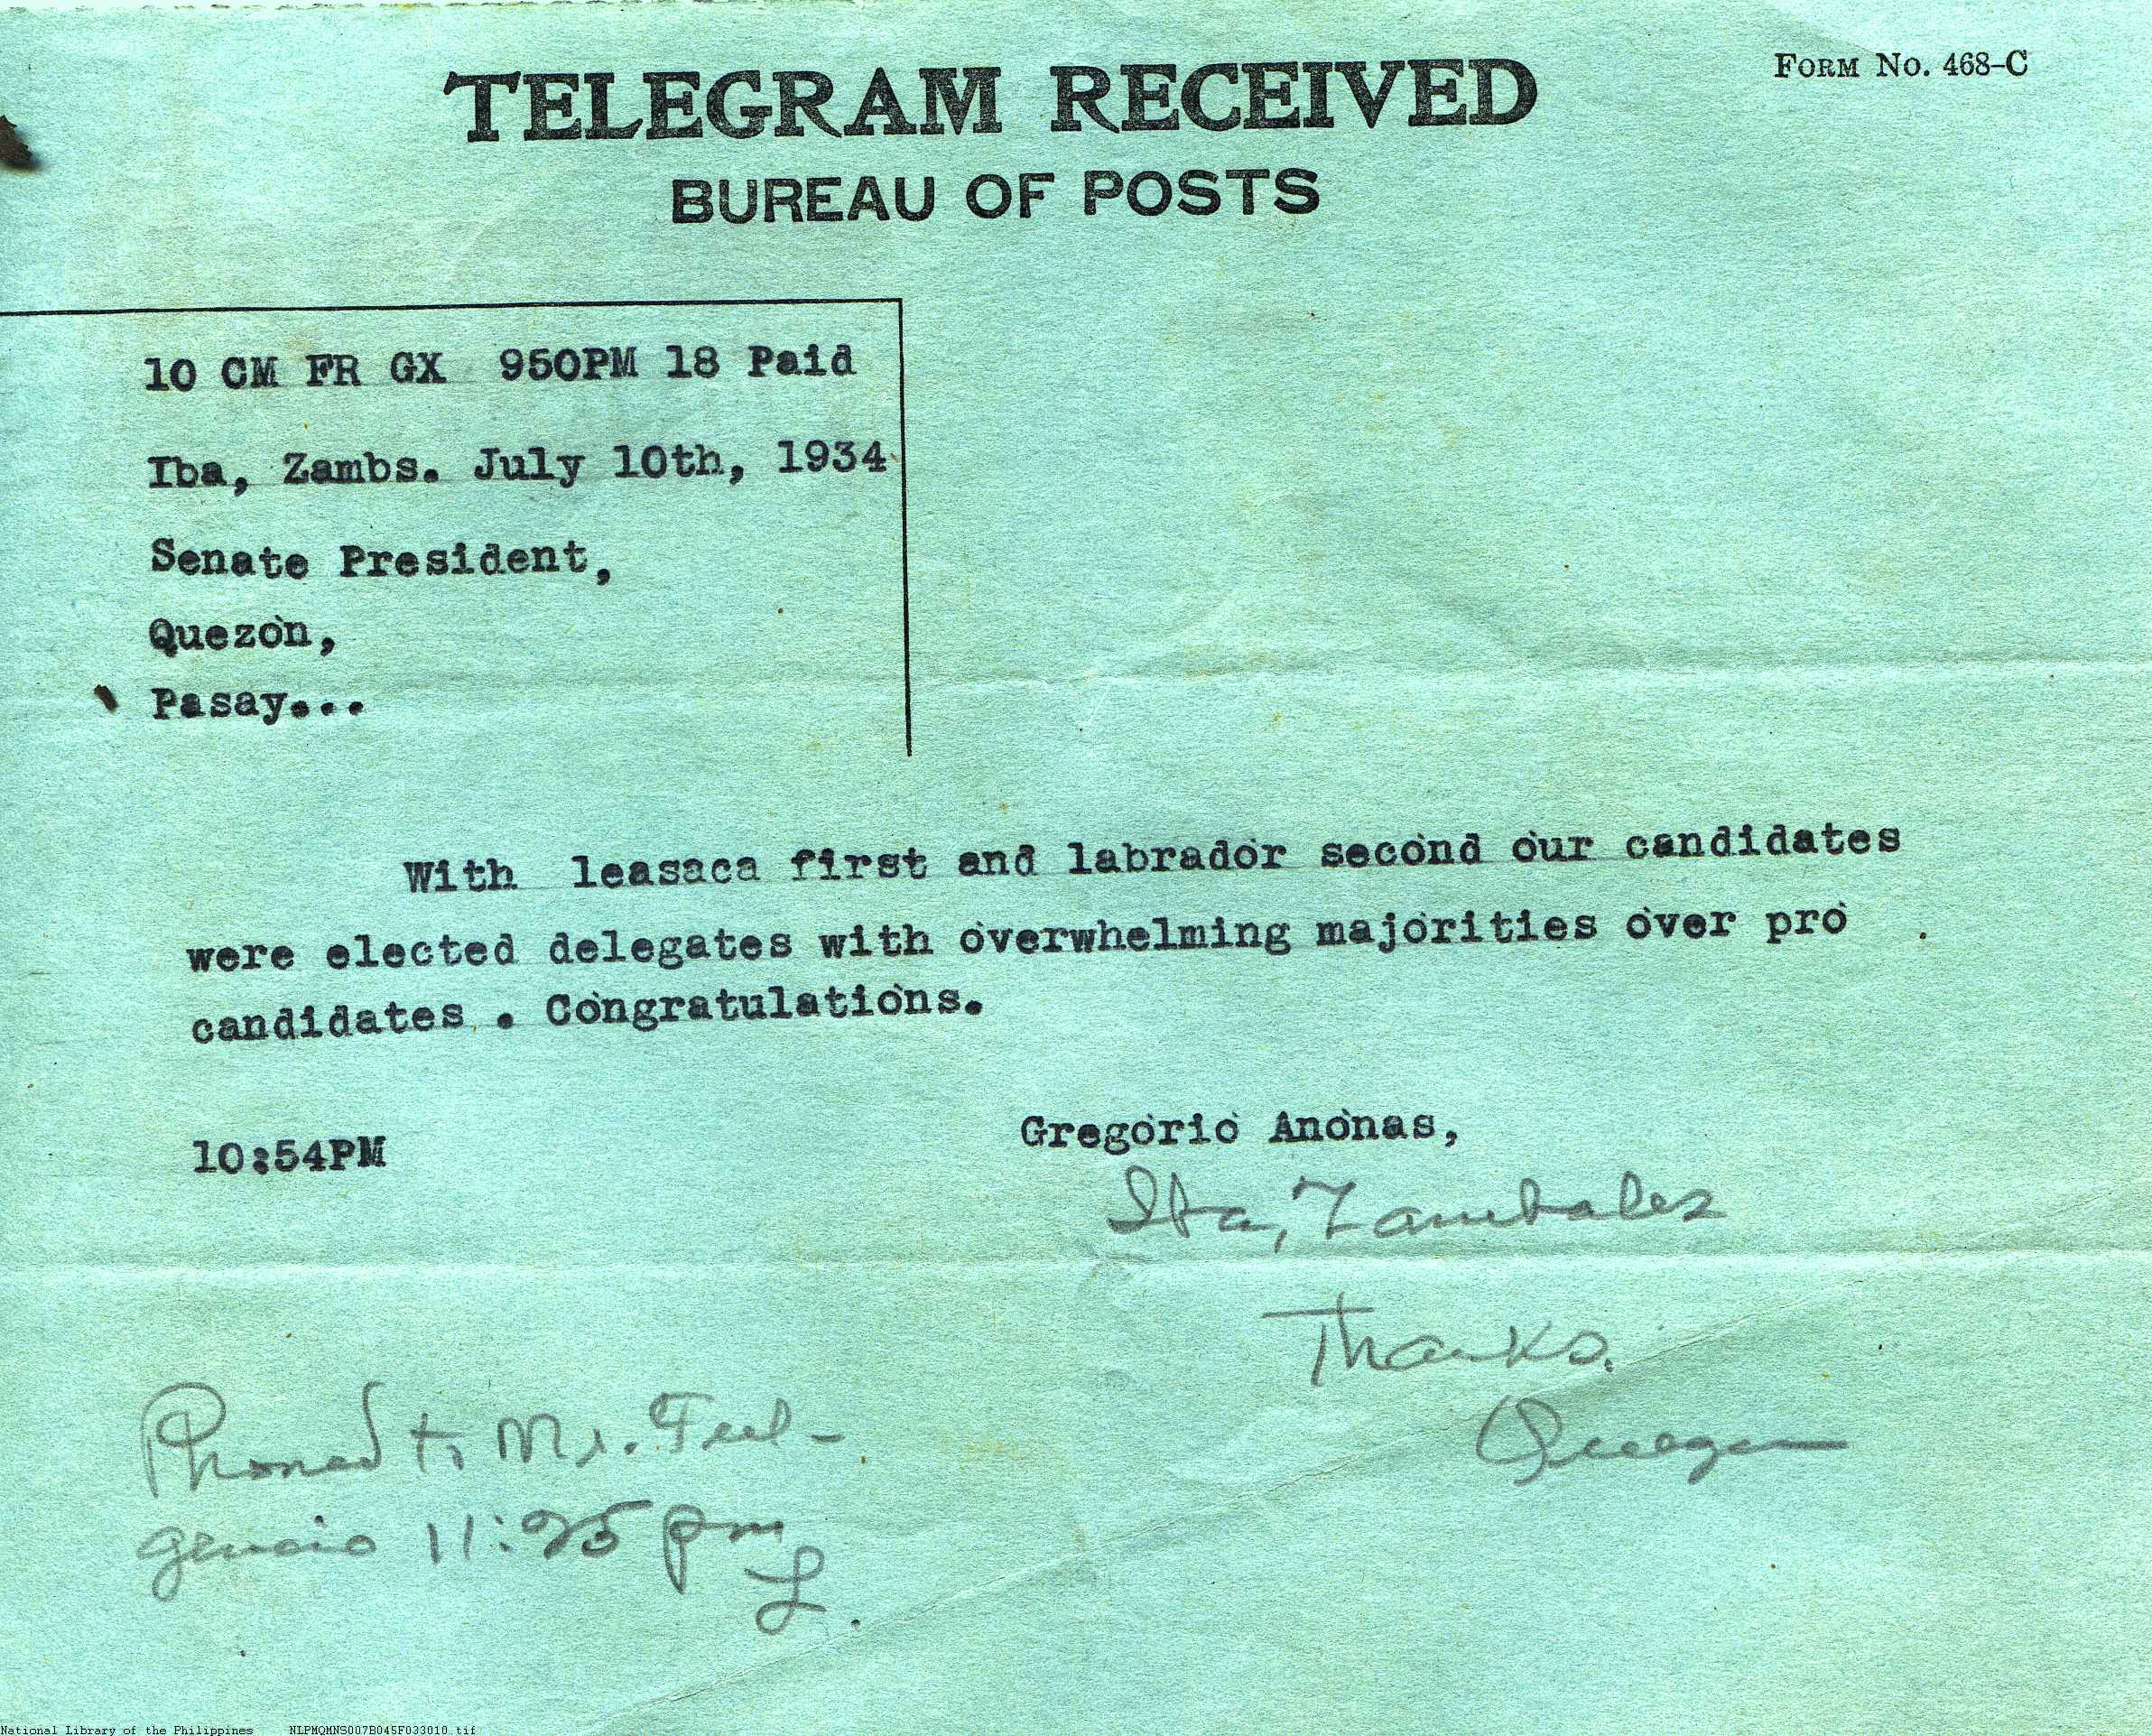 FORM NO. 468-C
TELEGRAM RECEIVED
BUREAU OF POSTS
10 CM FR GX 950PM 18 Paid
Iba, Zambs. July 10th, 1934
Senate President,
Quezon,
Pasay...
With leasaca first and labrador second our candidates
were elected delegates with overwhelming majorities over pro
candidates . Congratulations.
10:54PM
Gregorio Anonas,
Iba, Zambales
Thanks.
Quezon
Phoned to Mr. Ful-
gencio 11:25 pm
L.
National Library of the Philippines NLPMQMNS007B045F033010.tif